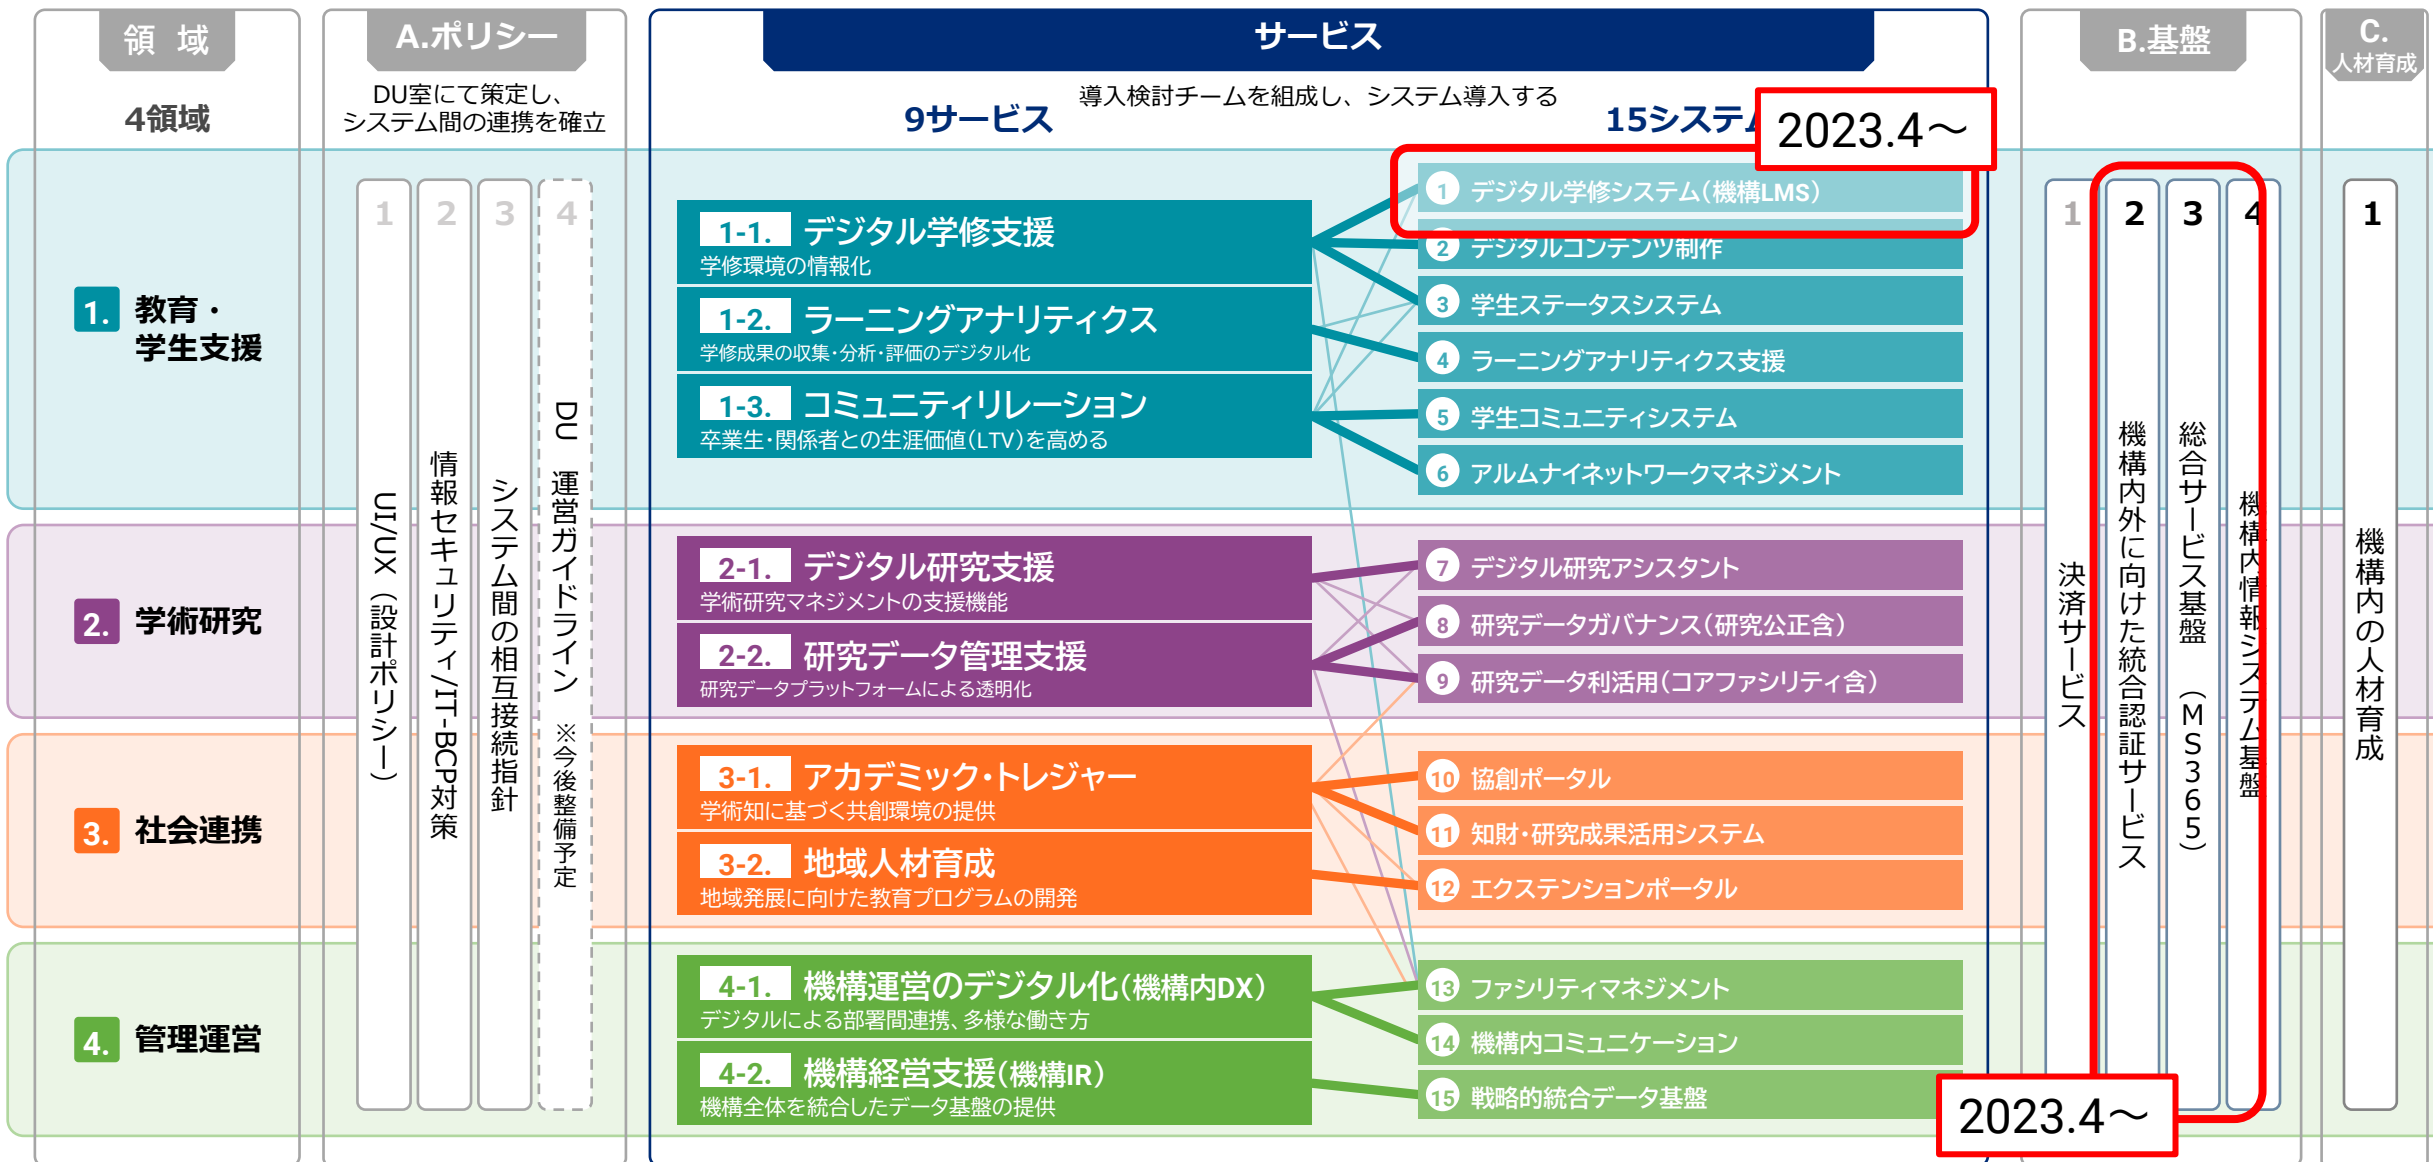 領 域
4領域
A.ポリシー
DU室にて策定し、
システム間の連携を確立
サービス
導入検討チームを組成し、システム導入する
9サービス
15システム
2023.4～
B.基盤
C.
人材育成
1. 教育・
学生支援
2. 学術研究
3. 社会連携
4. 管理運営
1
UI/UX（設計ポリシー）
2
情報セキュリティ/IT-BCP対策
3
システム間の相互接続指針
4
DU 運営ガイドライン ※今後整備予定
1-1. デジタル学修支援
学修環境の情報化
1-2. ラーニングアナリティクス
学修成果の収集・分析・評価のデジタル化
1-3. コミュニティリレーション
卒業生・関係者との生涯価値（LTV）を高める
2-1. デジタル研究支援
学術研究マネジメントの支援機能
2-2. 研究データ管理支援
研究データプラットフォームによる透明化
3-1. アカデミック・トレジャー
学術知に基づく共創環境の提供
3-2. 地域人材育成
地域発展に向けた教育プログラムの開発
4-1. 機構運営のデジタル化（機構内DX）
デジタルによる部署間連携、多様な働き方
4-2. 機構経営支援（機構IR）
機構全体を統合したデータ基盤の提供
1 デジタル学修システム（機構LMS）
2 デジタルコンテンツ制作
3 学生ステータスシステム
4 ラーニングアナリティクス支援
5 学生コミュニティシステム
6 アルムナイネットワークマネジメント
7 デジタル研究アシスタント
8 研究データガバナンス（研究公正含）
9 研究データ利活用（コアファシリティ含）
10 協創ポータル
11 知財・研究成果活用システム
12 エクステンションポータル
13 ファシリティマネジメント
14 機構内コミュニケーション
15 戦略的統合データ基盤
1
決済サービス
2
機構内外に向けた統合認証サービス
3
総合サービス基盤 （MS365）
4
機構内情報システム基盤
2023.4～
1
機構内の人材育成